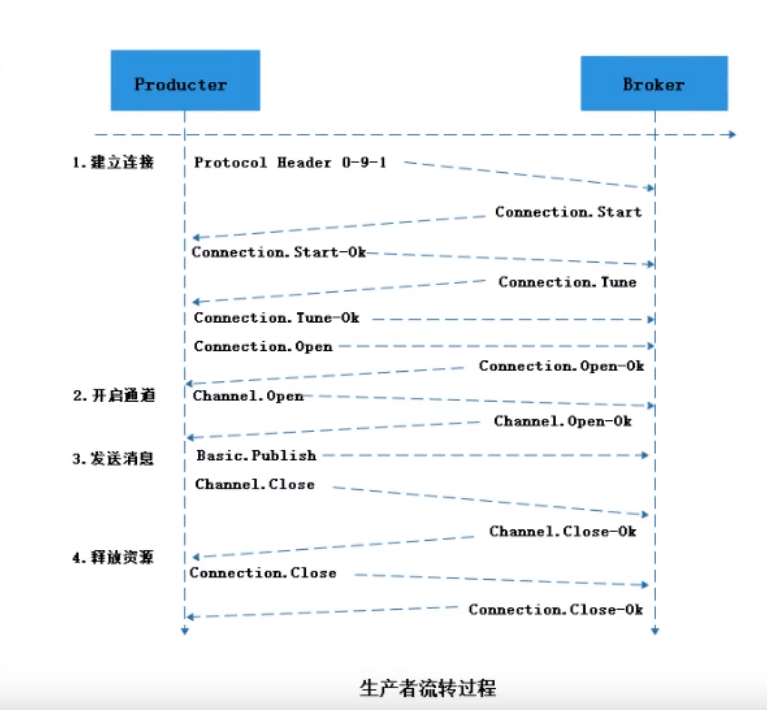 Producter
Broker
1.建立连接
Protocol Header 0-9-1
Connection.Start
Connection.Start-Ok
Connection.Tune
Connection.Tune-Ok
Connection.Open
Connection.Open-Ok
2.开启通道
Channel.Open
Channel.Open-Ok
3.发送消息
Basic.Publish
Channel.Close
Channel.Close-Ok
4.释放资源
Connection.Close
Connection.Close-Ok
生产者流转过程